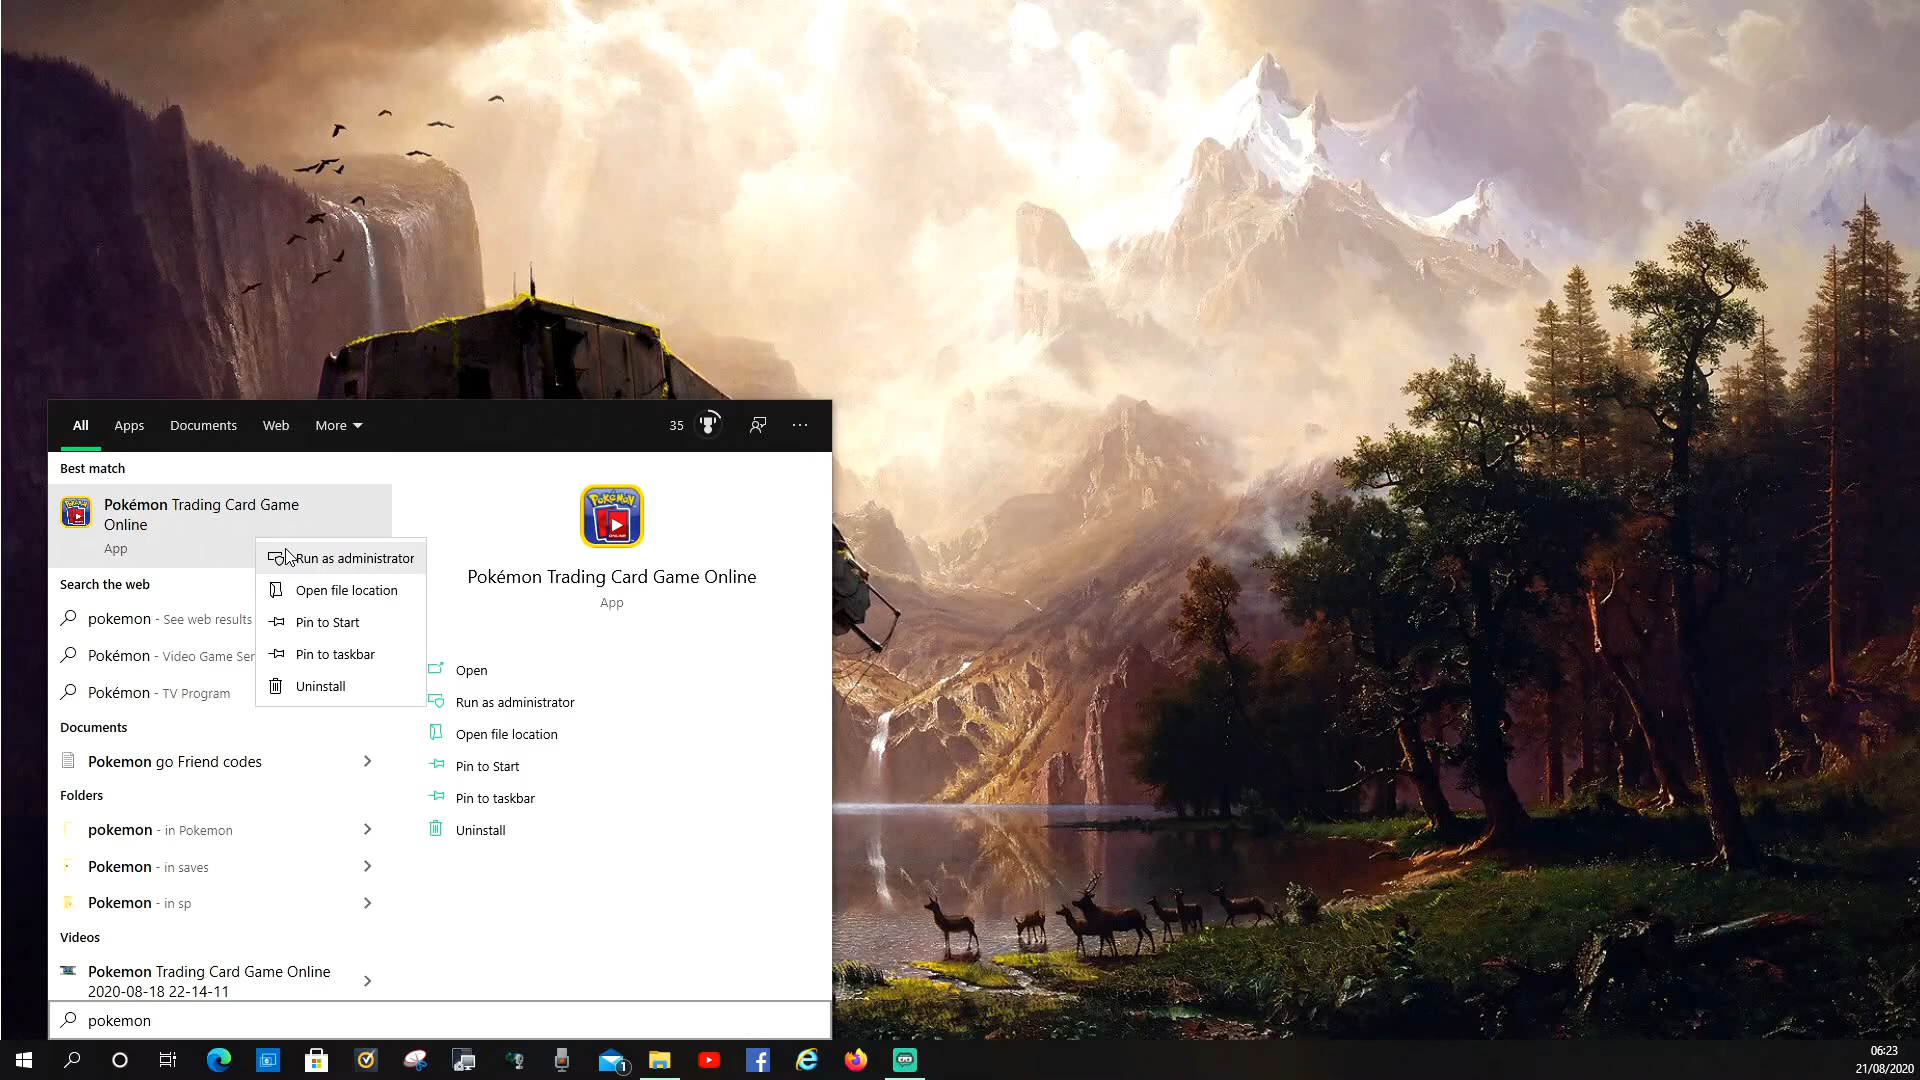 All
Apps
Documents
Web
More
35
Best match
Pokémon Trading Card Game
Online
App
Run as administrator
Open file location
Pin to Start
Pin to taskbar
Uninstall
Search the web
pokemon - See web results
Pokémon - Video Game Ser
Pokémon - TV Program
Documents
Pokemon go Friend codes
Folders
pokemon - in Pokemon
Pokemon - in saves
Pokemon - in sp
Videos
Pokemon Trading Card Game Online
2020-08-18 22-14-11
Pokémon
ONLINE
Pokémon Trading Card Game Online
App
Open
Run as administrator
Open file location
Pin to Start
Pin to taskbar
Uninstall
pokemon
1
06:23
21/08/2020